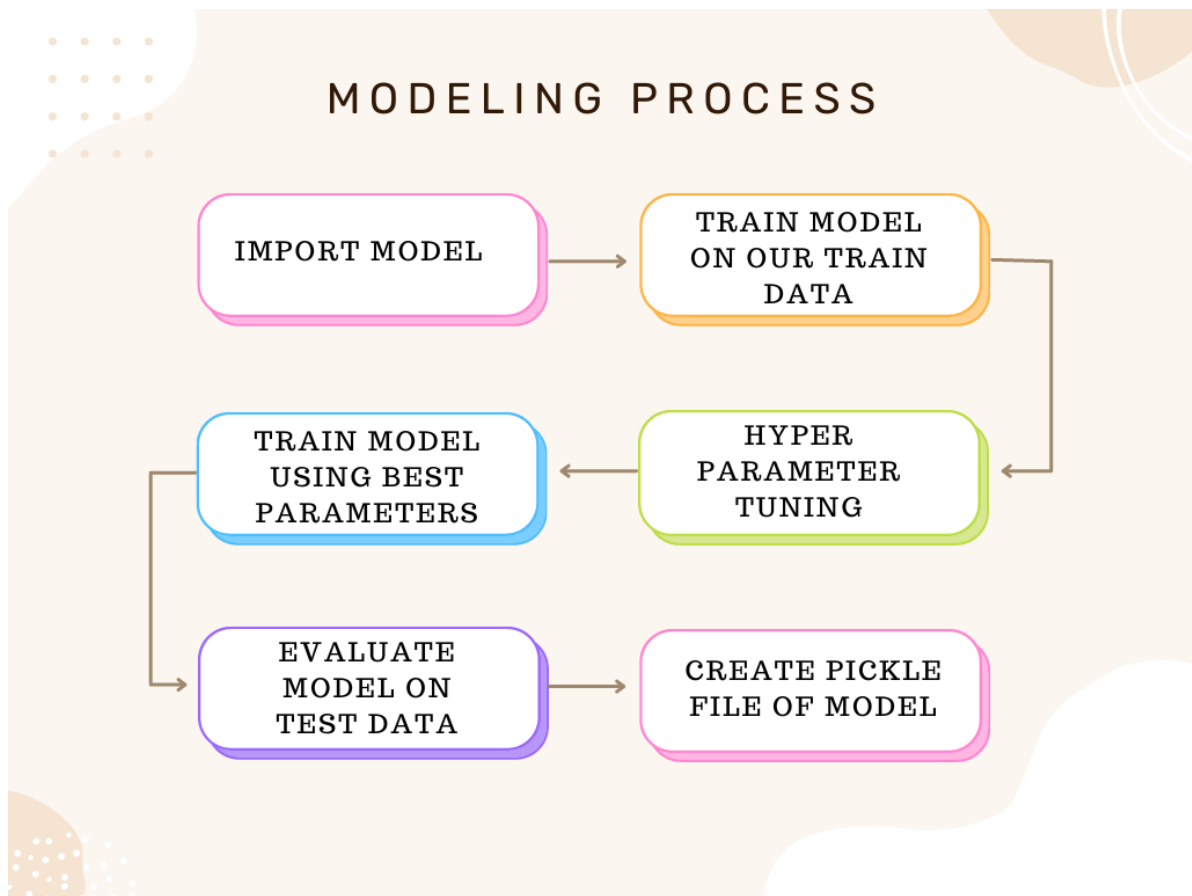 MODELING PROCESS
IMPORT MODEL
TRAIN MODEL
ON OUR TRAIN
DATA
HYPER
PARAMETER
TUNING
TRAIN MODEL
USING BEST
PARAMETERS
EVALUATE
MODEL ON
TEST DATA
CREATE PICKLE
FILE OF MODEL